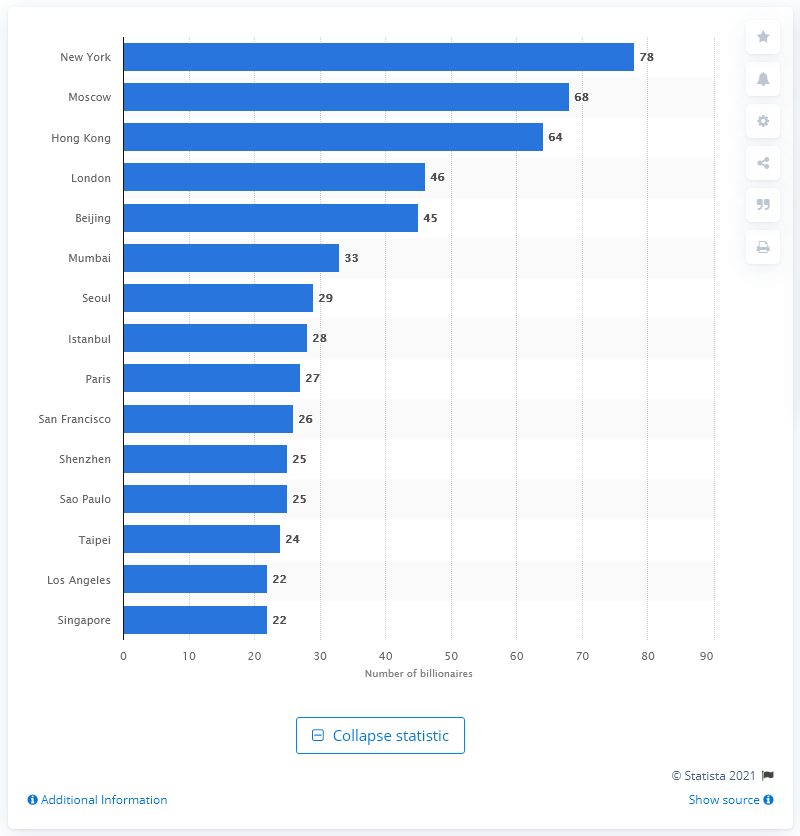 New York 78
Moscow 68
Hong Kong 64
London 46
Beijing 45
Mumbai 33
Seoul 29
Istanbul 28
Paris 27
San Francisco 26
Shenzhen 25
Sao Paulo 25
Taipei 24
Los Angeles 22
Singapore 22
0 10 20 30 40 50 60 70 80 90
Number of billionaires
Collapse statistic
© Statista 2021
Additional Information Show source